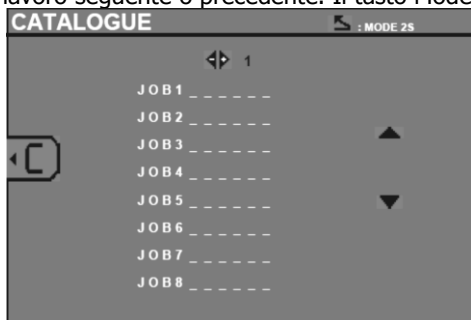 lavoro seguente o precedente. Il tasto Mode
CATALOGUE : MODE 2S
1
JOB1 _ _ _ _ _ _
JOB2 _ _ _ _ _ _
JOB3 _ _ _ _ _ _
JOB4 _ _ _ _ _ _
JOB5 _ _ _ _ _ _
JOB6 _ _ _ _ _ _
JOB7 _ _ _ _ _ _
JOB8 _ _ _ _ _ _